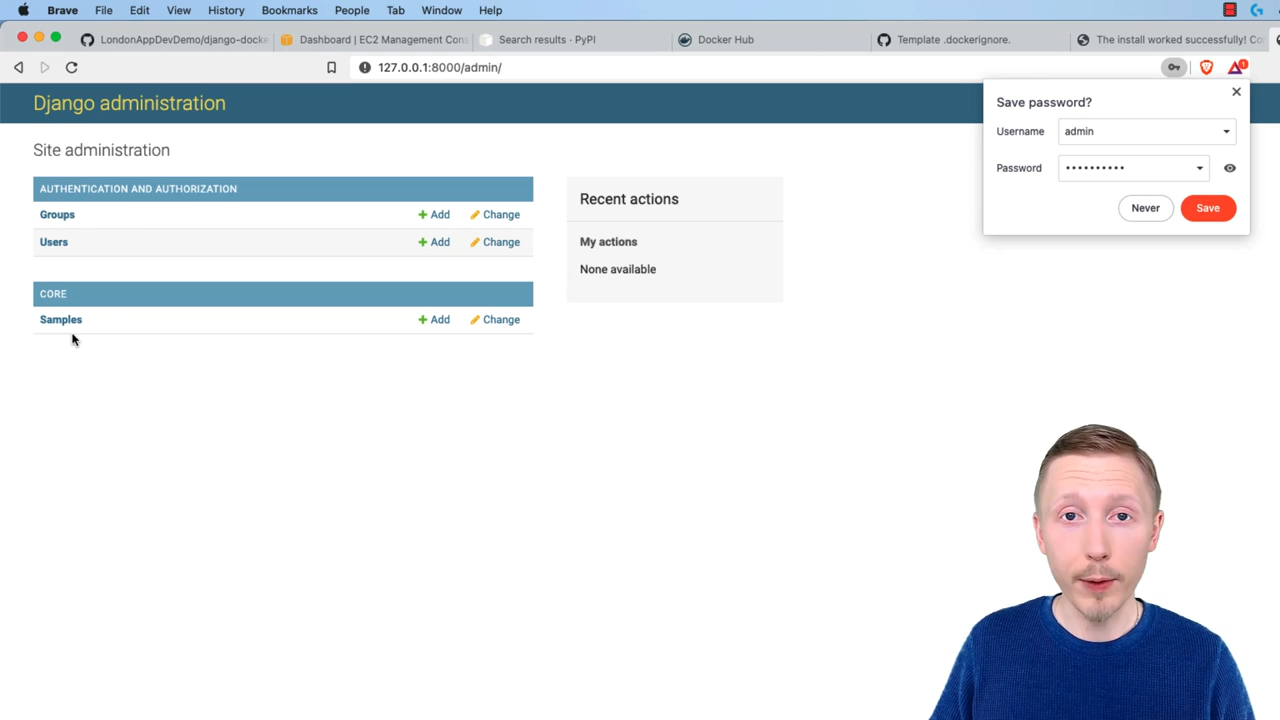 Brave File Edit View History Bookmarks People Tab Window Help
LondonAppDevDemo/django-docke
Dashboard | EC2 Management Con
Search results · PyPI
Docker Hub
Template .dockerignore.
The install worked successfully! Co
127.0.0.1:8000/admin/
1
Django administration
Site administration
AUTHENTICATION AND AUTHORIZATION
Groups Add Change
Users Add Change
CORE
Samples Add Change
Recent actions
My actions
None available
Save password?
Username admin
Password ••••••••••
Never Save